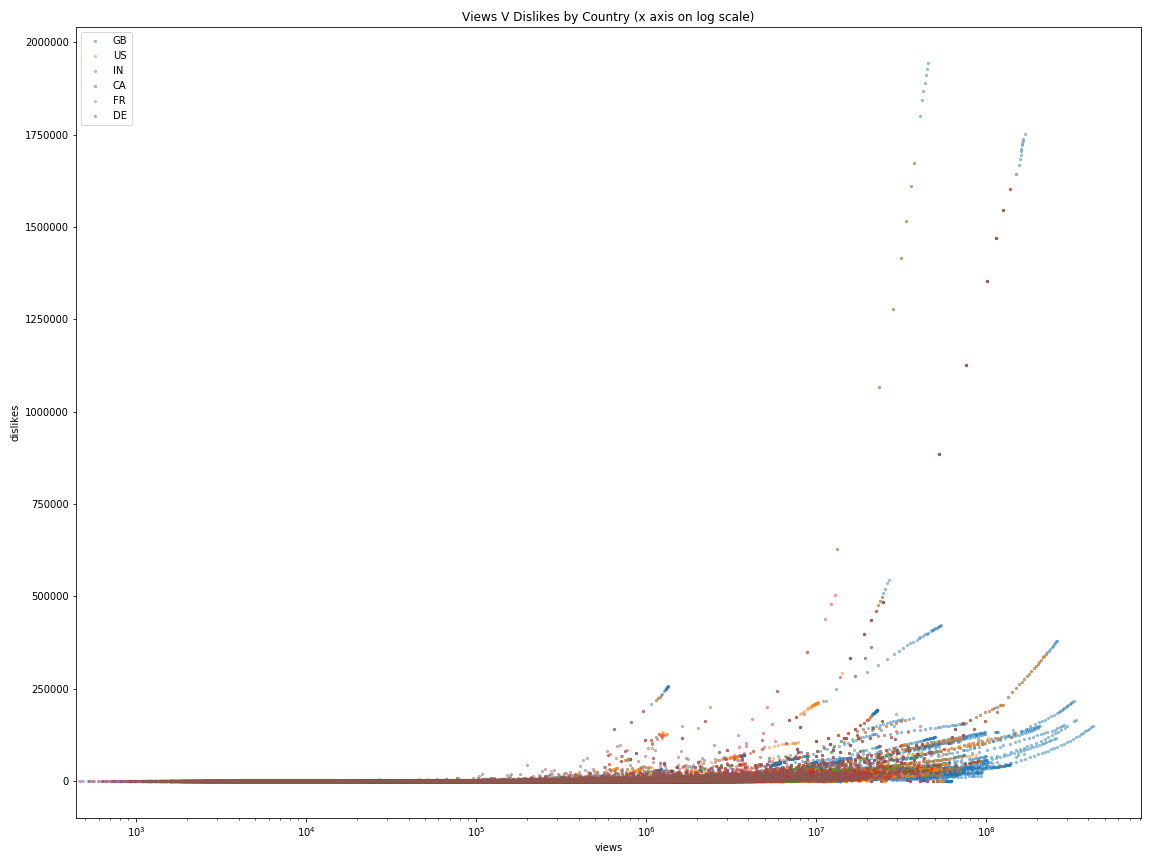 Views V Dislikes by Country (x axis on log scale)
GB
US
IN
CA
FR
DE
2000000
1750000
1500000
1250000
1000000
750000
500000
250000
0
dislikes
10³ 10⁴ 10⁵ 10⁶ 10⁷ 10⁸
views